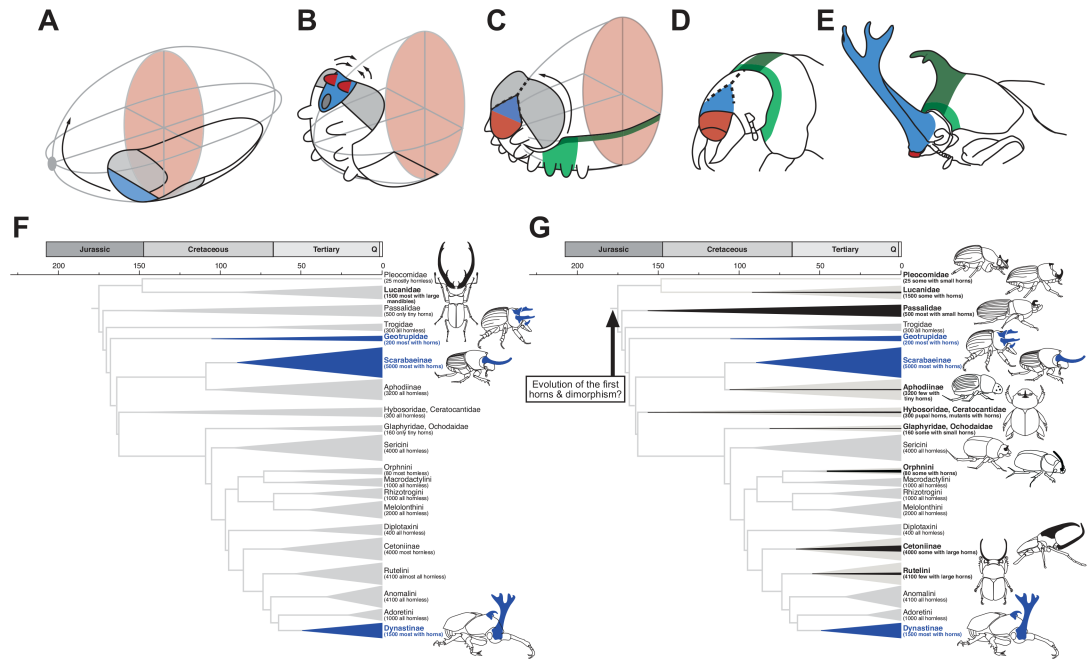 A
B
C
D
E
F
Jurassic Cretaceous Tertiary Q
200 150 100 50 0
Pleocomidae
(25 mostly hornless)
Lucanidae
(1500 most with large
mandibles)
Passalidae
(500 only tiny horns)
Trogidae
(300 all hornless)
Geotrupidae
(200 most with horns)
Scarabaeinae
(5000 most with horns)
Aphodiinae
(3200 all hornless)
Hybosoridae, Ceratocantidae
(300 all hornless)
Glaphyridae, Ochodaidae
(160 only tiny horns)
Sericini
(4000 all hornless)
Orphnini
(80 most hornless)
Macrodactylini
(1000 all hornless)
Rhizotrogini
(1000 all hornless)
Melolonthini
(2000 all hornless)
Diplotaxini
(400 all hornless)
Cetoniinae
(4000 most hornless)
Rutelini
(4100 almost all hornless)
Anomalini
(4100 all hornless)
Adoretini
(1000 all hornless)
Dynastinae
(1500 most with horns)
G
Jurassic Cretaceous Tertiary Q
200 150 100 50 0
Evolution of the first
horns & dimorphism?
Pleocomidae
(25 some with small horns)
Lucanidae
(1500 some with horns)
Passalidae
(500 most with small horns)
Trogidae
(300 all hornless)
Geotrupidae
(200 most with horns)
Scarabaeinae
(5000 most with horns)
Aphodiinae
(3200 few with
tiny horns)
Hybosoridae, Ceratocantidae
(300 pupal horns, mutants with horns)
Glaphyridae, Ochodaidae
(160 some with small horns)
Sericini
(4000 all hornless)
Orphnini
(80 some with horns)
Macrodactylini
(1000 all hornless)
Rhizotrogini
(1000 all hornless)
Melolonthini
(2000 all hornless)
Diplotaxini
(400 all hornless)
Cetoniinae
(4000 some with large horns)
Rutelini
(4100 few with large horns)
Anomalini
(4100 all hornless)
Adoretini
(1000 all hornless)
Dynastinae
(1500 most with horns)